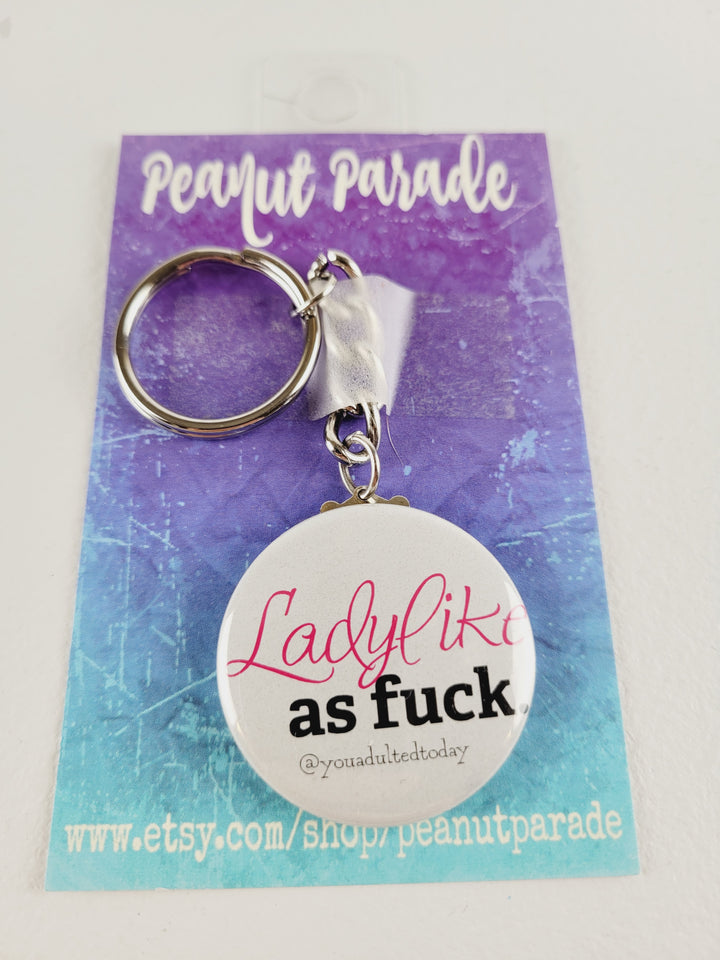 Peanut Parade
Ladylike
as fuck.
@youadultedtoday
www.etsy.com/shop/peanutparade